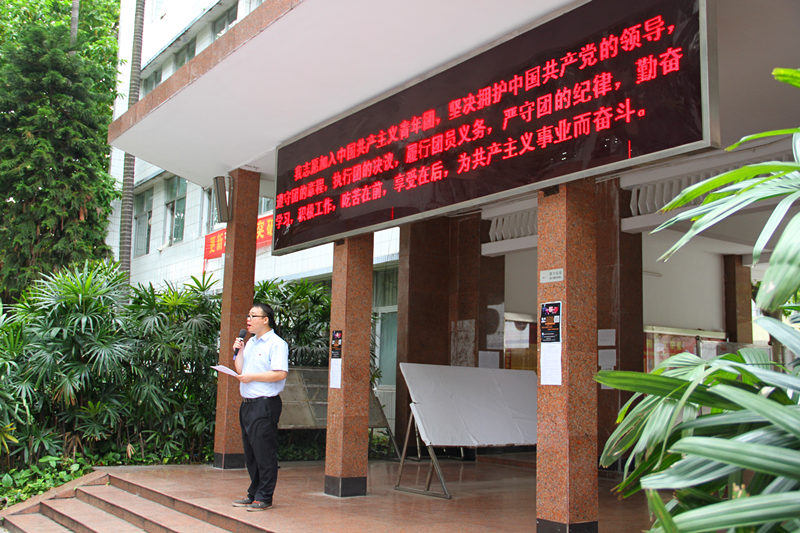 我志愿加入中国共产主义青年团，坚决拥护中国共产党的领导，
遵守团的章程，执行团的决议，履行团员义务，严守团的纪律，勤奋
学习，积极工作，吃苦在前，享受在后，为共产主义事业而奋斗。
更新
突破